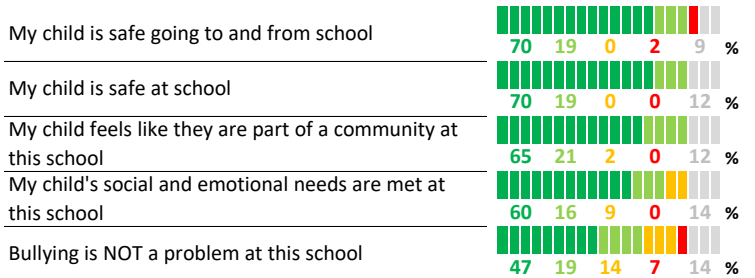 My child is safe going to and from school
70 19 0 2 9 %
My child is safe at school
70 19 0 0 12 %
My child feels like they are part of a community at
this school
65 21 2 0 12 %
My child's social and emotional needs are met at
this school
60 16 9 0 14 %
Bullying is NOT a problem at this school
47 19 14 7 14 %